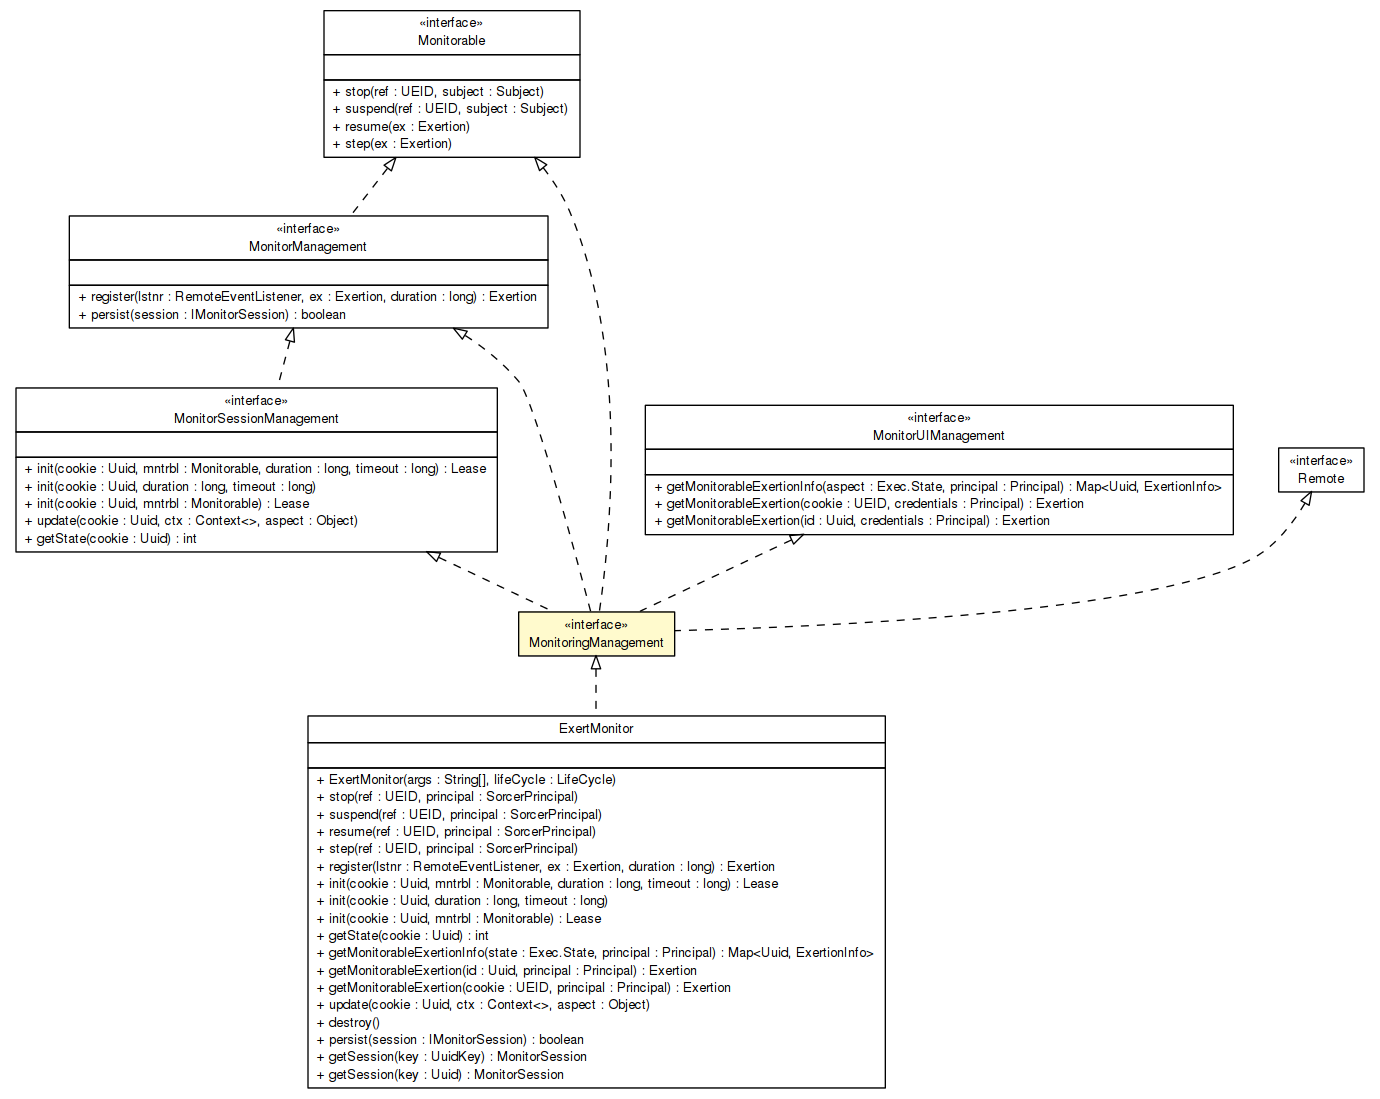 «interface»
Monitorable
+ stop(ref : UEID, subject : Subject)
+ suspend(ref : UEID, subject : Subject)
+ resume(ex : Exertion)
+ step(ex : Exertion)
«interface»
MonitorManagement
+ register(lstnr : RemoteEventListener, ex : Exertion, duration : long) : Exertion
+ persist(session : IMonitorSession) : boolean
«interface»
MonitorSessionManagement
+ init(cookie : Uuid, mntrbl : Monitorable, duration : long, timeout : long) : Lease
+ init(cookie : Uuid, duration : long, timeout : long)
+ init(cookie : Uuid, mntrbl : Monitorable) : Lease
+ update(cookie : Uuid, ctx : Context<>, aspect : Object)
+ getState(cookie : Uuid) : int
«interface»
MonitorUIManagement
+ getMonitorableExertionInfo(aspect : Exec.State, principal : Principal) : Map<Uuid, ExertionInfo>
+ getMonitorableExertion(cookie : UEID, credentials : Principal) : Exertion
+ getMonitorableExertion(id : Uuid, credentials : Principal) : Exertion
«interface»
Remote
«interface»
MonitoringManagement
ExertMonitor
+ ExertMonitor(args : String[], lifeCycle : LifeCycle)
+ stop(ref : UEID, principal : SorcerPrincipal)
+ suspend(ref : UEID, principal : SorcerPrincipal)
+ resume(ref : UEID, principal : SorcerPrincipal)
+ step(ref : UEID, principal : SorcerPrincipal)
+ register(lstnr : RemoteEventListener, ex : Exertion, duration : long) : Exertion
+ init(cookie : Uuid, mntrbl : Monitorable, duration : long, timeout : long) : Lease
+ init(cookie : Uuid, duration : long, timeout : long)
+ init(cookie : Uuid, mntrbl : Monitorable) : Lease
+ getState(cookie : Uuid) : int
+ getMonitorableExertionInfo(state : Exec.State, principal : Principal) : Map<Uuid, ExertionInfo>
+ getMonitorableExertion(id : Uuid, principal : Principal) : Exertion
+ getMonitorableExertion(cookie : UEID, principal : Principal) : Exertion
+ update(cookie : Uuid, ctx : Context<>, aspect : Object)
+ destroy()
+ persist(session : IMonitorSession) : boolean
+ getSession(key : UuidKey) : MonitorSession
+ getSession(key : Uuid) : MonitorSession